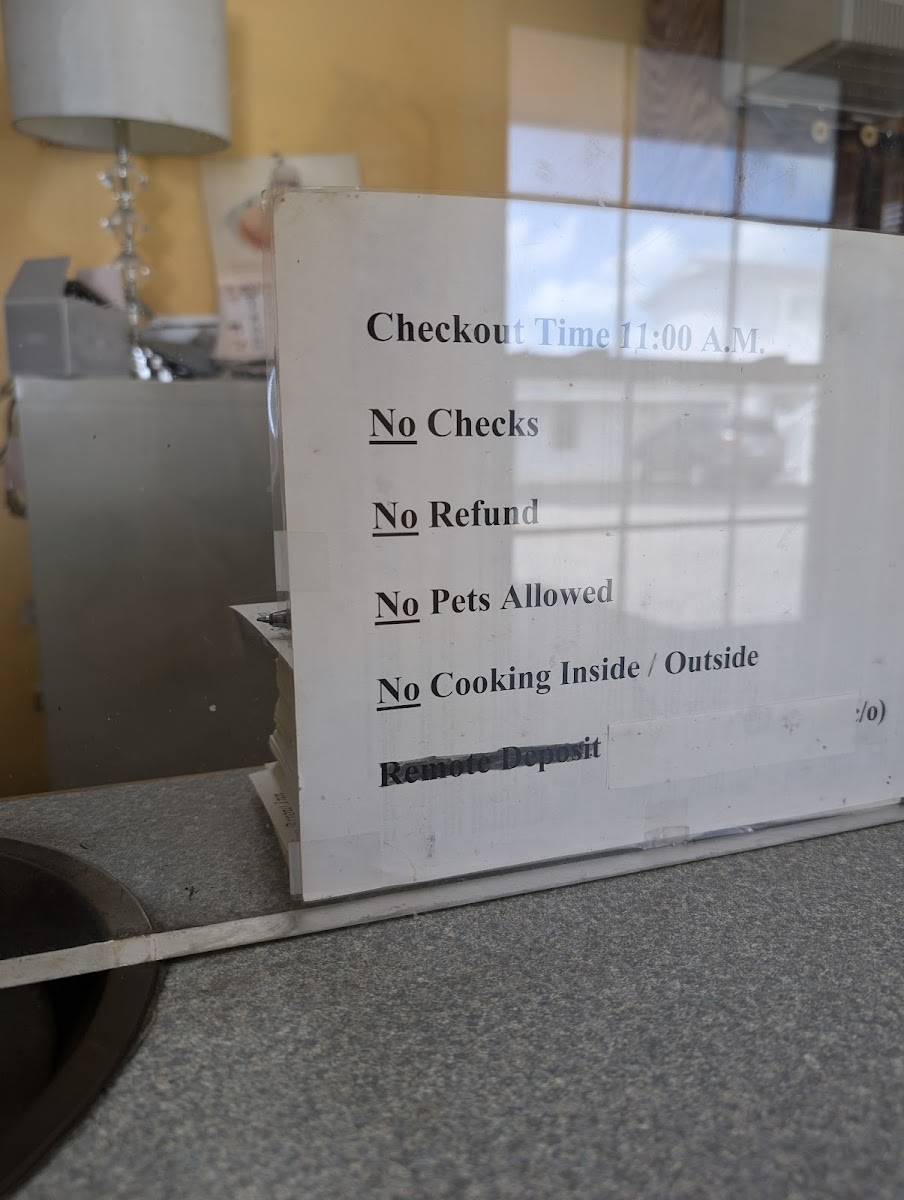 Checkout Time 11:00 A.M.
No Checks
No Refund
No Pets Allowed
No Cooking Inside / Outside
Remote Deposit /o)